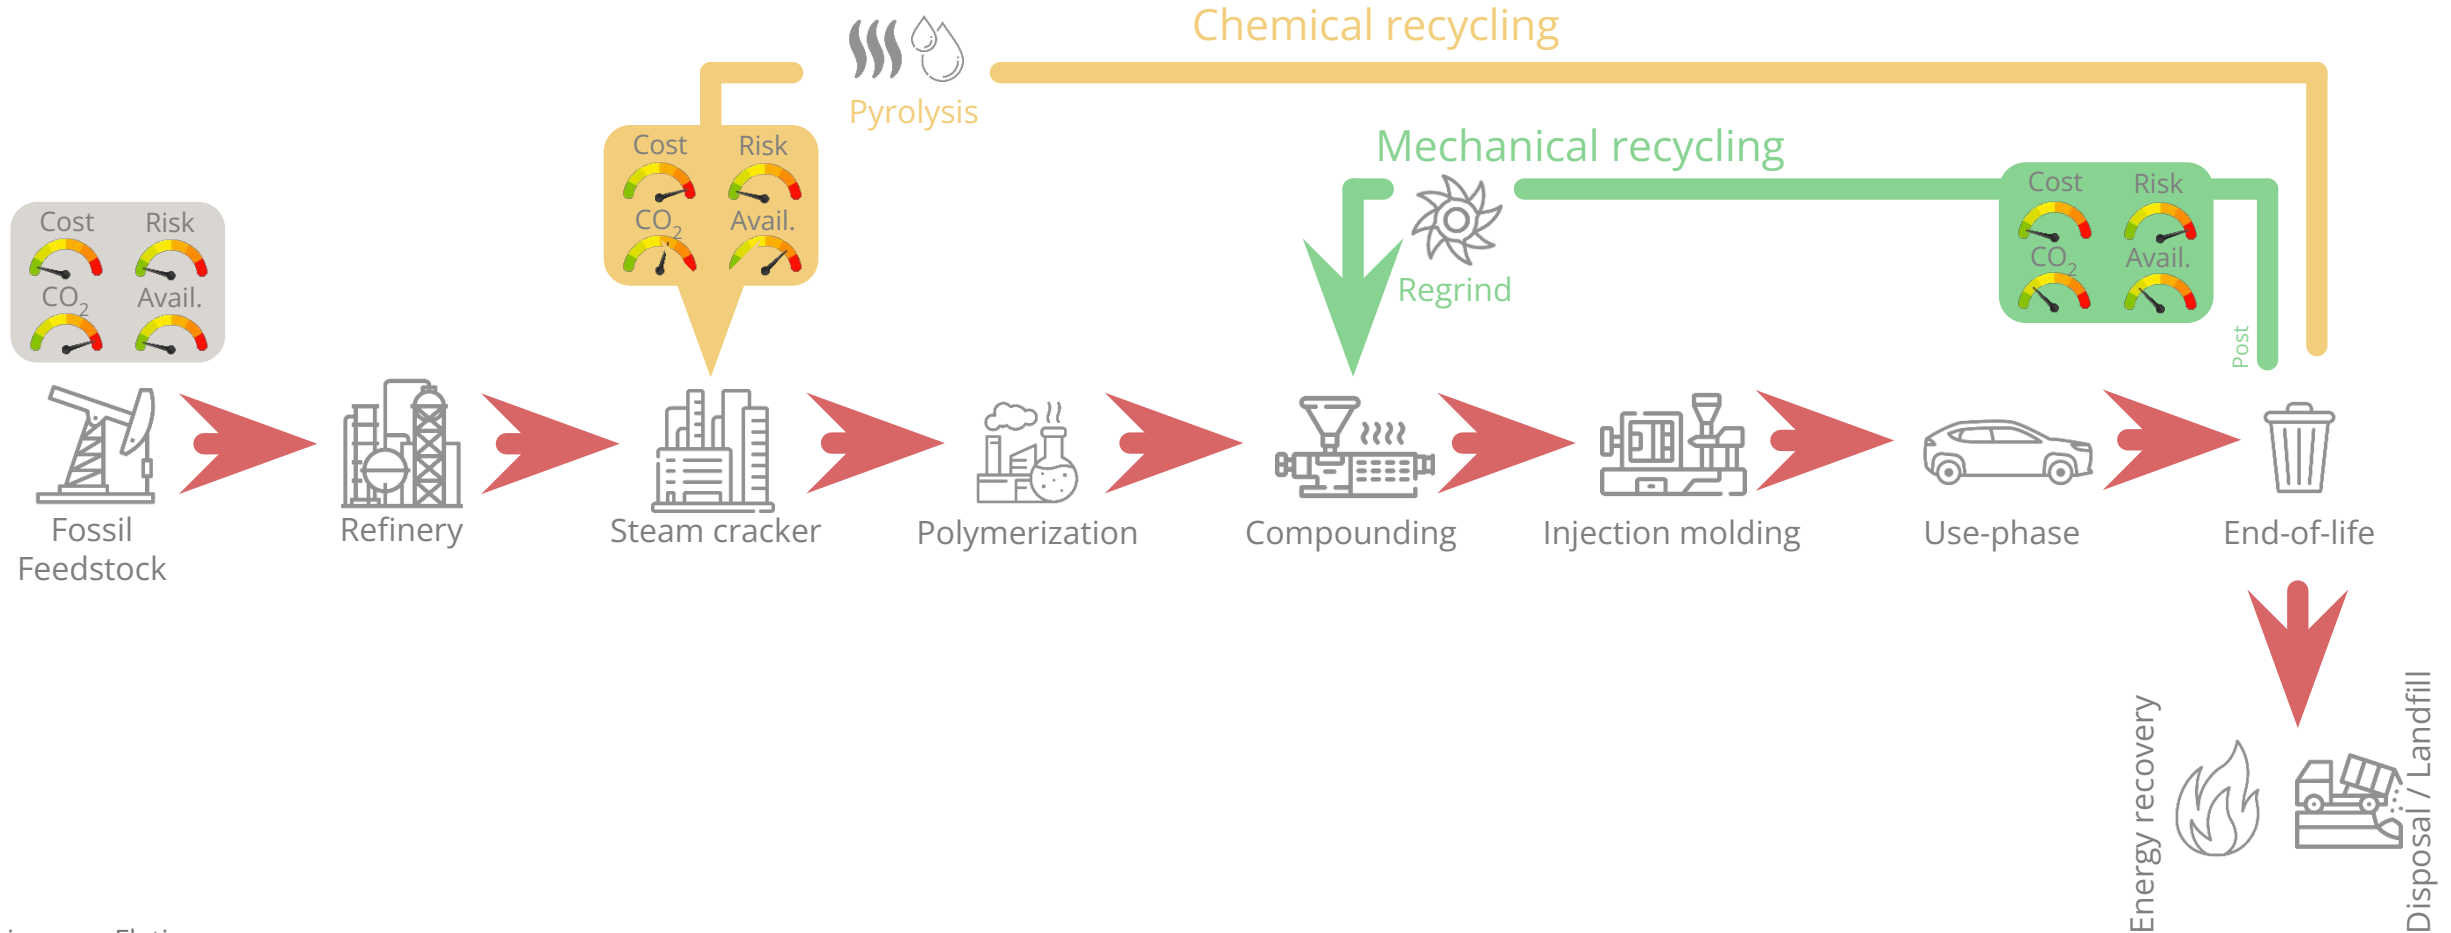 Chemical recycling
Pyrolysis
Mechanical recycling
Cost Risk
CO2 Avail.
Cost Risk
CO2 Avail.
Cost Risk
CO2 Avail.
Regrind
Post
Fossil
Feedstock
Refinery
Steam cracker
Polymerization
Compounding
Injection molding
Use-phase
End-of-life
Energy recovery
Disposal / Landfill